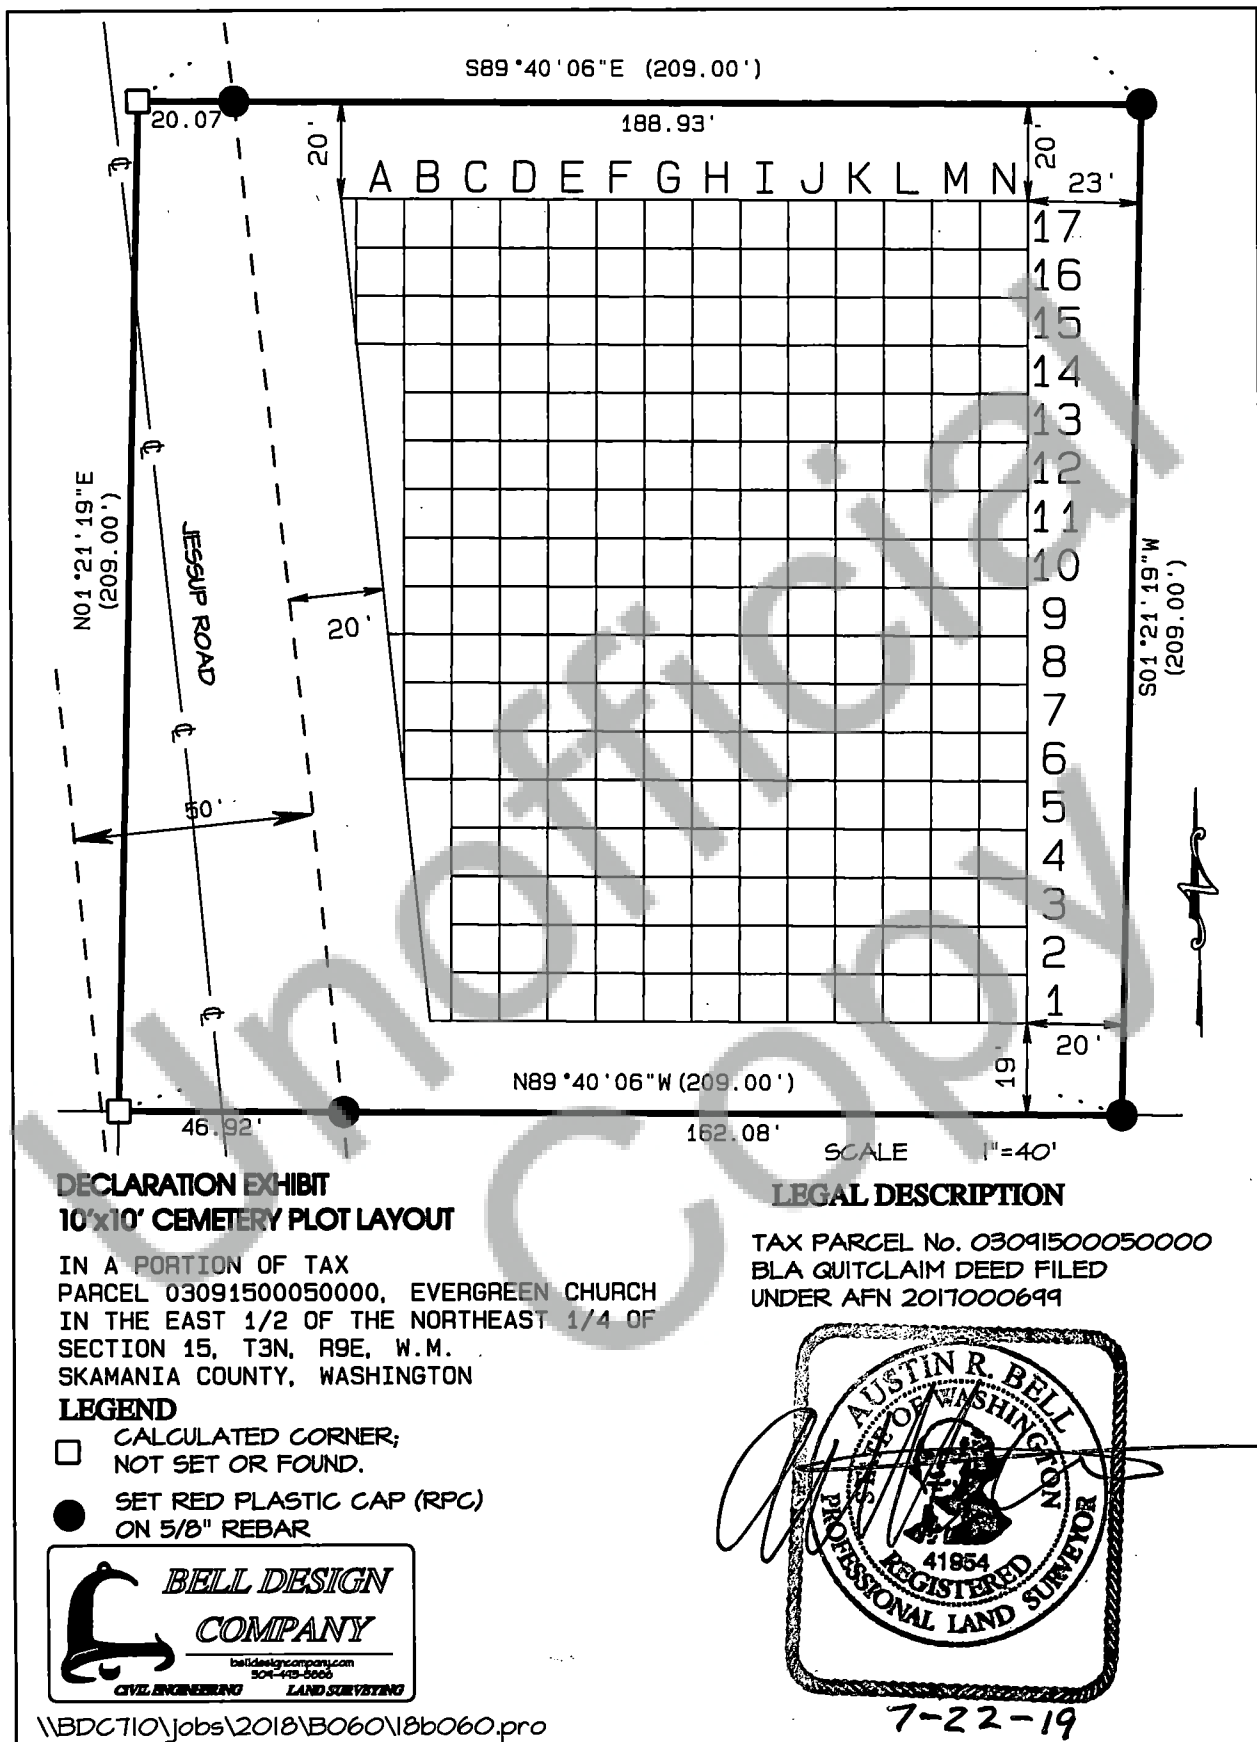 S89°40'06"E (209.00')
20.07'
188.93'
20'
20'
23'
A B C D E F G H I J K L M N
17
16
15
14
13
12
11
10
9
8
7
6
5
4
3
2
1
N01°21'19"E
(209.00')
JESSUP ROAD
20'
50'
S01°21'19"W
(209.00')
20'
19'
N89°40'06"W (209.00')
46.92'
162.08'
SCALE 1"=40'
Unofficial
Copy
DECLARATION EXHIBIT
10'x10' CEMETERY PLOT LAYOUT
IN A PORTION OF TAX
PARCEL 03091500050000, EVERGREEN CHURCH
IN THE EAST 1/2 OF THE NORTHEAST 1/4 OF
SECTION 15, T3N, R9E, W.M.
SKAMANIA COUNTY, WASHINGTON
LEGEND
CALCULATED CORNER;
NOT SET OR FOUND.
SET RED PLASTIC CAP (RPC)
ON 5/8" REBAR
LEGAL DESCRIPTION
TAX PARCEL No. 03091500050000
BLA QUITCLAIM DEED FILED
UNDER AFN 2017000699
AUSTIN R. BELL
STATE OF WASHINGTON
41954
REGISTERED
PROFESSIONAL LAND SURVEYOR
7-22-19
BELL DESIGN
COMPANY
belldesigncompany.com
CIVIL ENGINEERING LAND SURVEYING
\\BDC710\jobs\2018\B060\18b060.pro